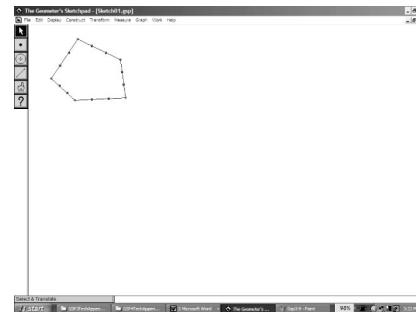 The Geometer's Sketchpad - [Sketch01.gsp]
File Edit Display Construct Transform Measure Graph Work Help
?
Select & Translate
start
Microsoft Word
The Geometer's ...
98%